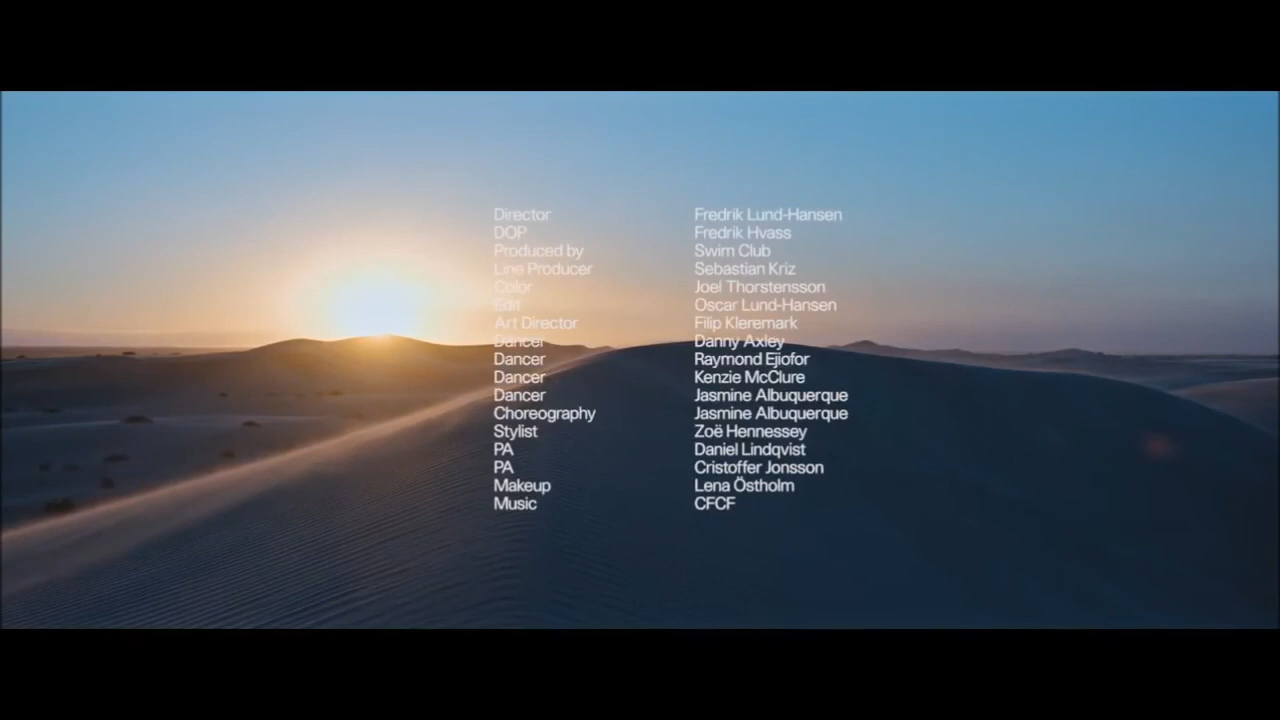 Director Fredrik Lund-Hansen
DOP Fredrik Hvass
Produced by Swim Club
Line Producer Sebastian Kriz
Color Joel Thorstensson
Edit Oscar Lund-Hansen
Art Director Filip Kleremark
Dancer Danny Axley
Dancer Raymond Ejiofor
Dancer Kenzie McClure
Dancer Jasmine Albuquerque
Choreography Jasmine Albuquerque
Stylist Zoë Hennessey
PA Daniel Lindqvist
PA Cristoffer Jonsson
Makeup Lena Östholm
Music CFCF